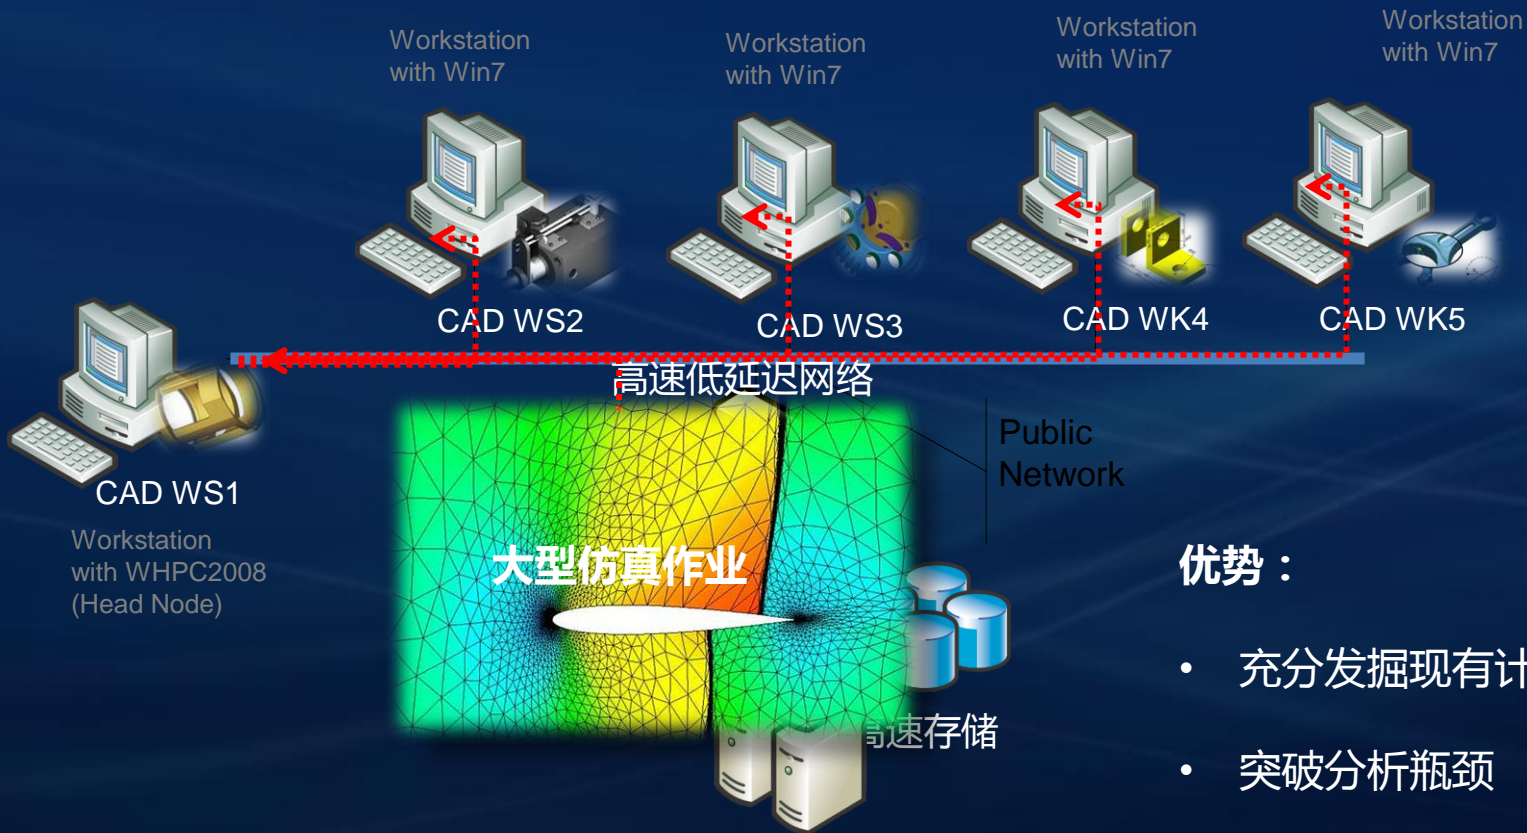 Workstation
with Win7
Workstation
with Win7
Workstation
with Win7
Workstation
with Win7
CAD WS2
CAD WS3
CAD WK4
CAD WK5
高速低延迟网络
CAD WS1
Workstation
with WHPC2008
(Head Node)
Public
Network
大型仿真作业
高速存储
优势：
• 充分发掘现有计
• 突破分析瓶颈